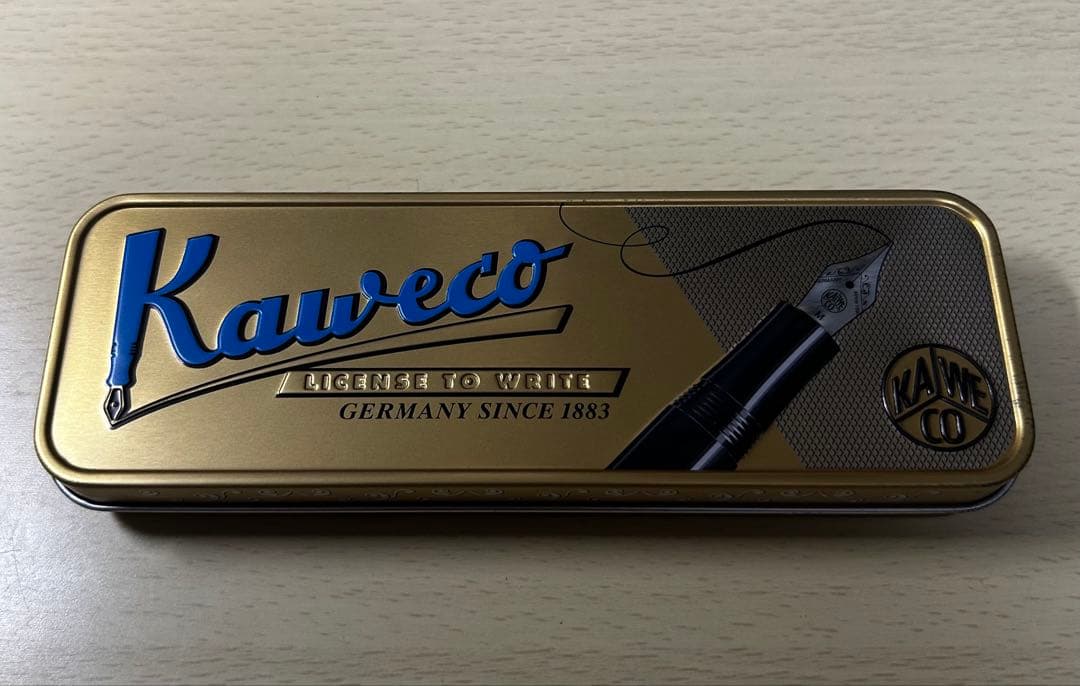 Kaweco
LICENSE TO WRITE
GERMANY SINCE 1883
KA WE
CO